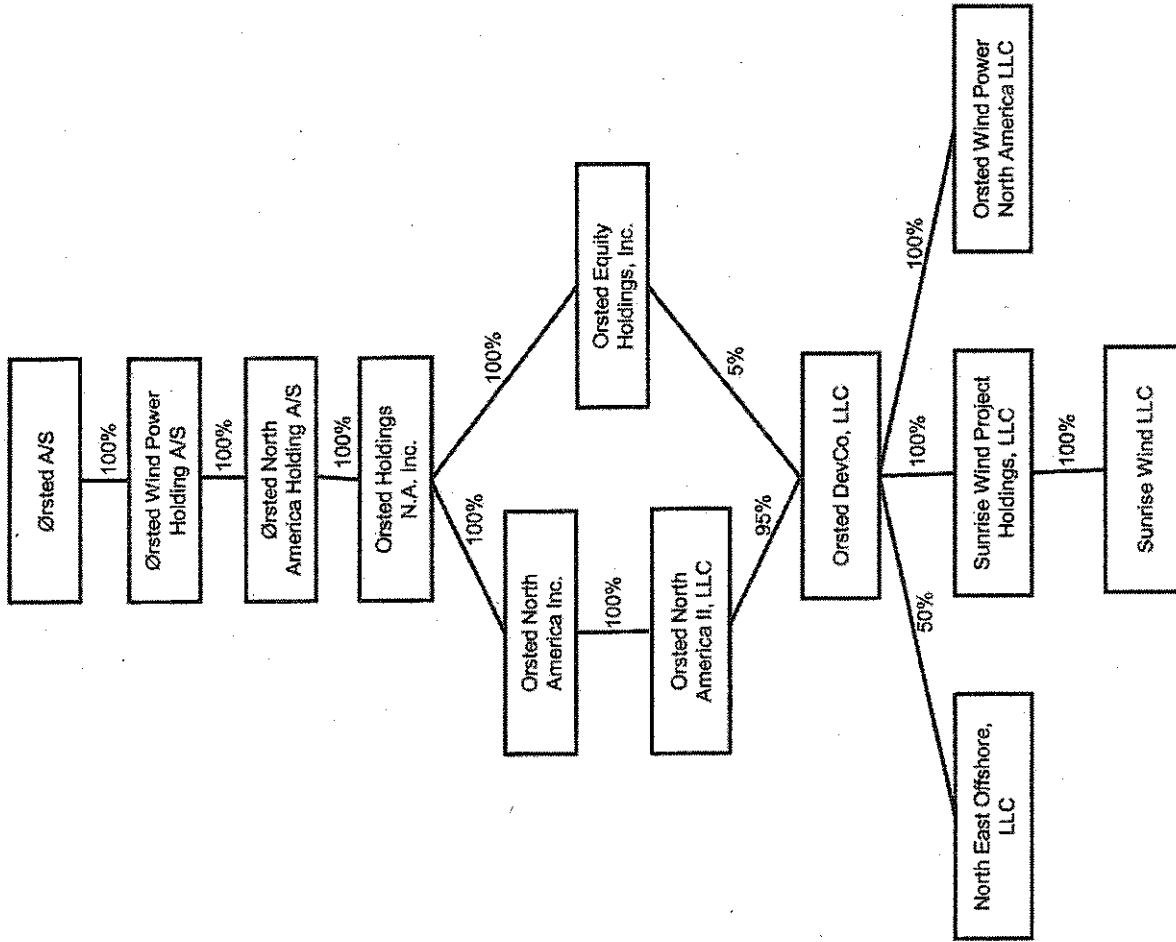 Ørsted A/S
100%
Ørsted Wind Power
Holding A/S
100%
Ørsted North
America Holding A/S
100%
Orsted Holdings
N.A. Inc.
100%
100%
Orsted North
America Inc.
Orsted Equity
Holdings, Inc.
100%
Orsted North
America II, LLC
95%
5%
Orsted DevCo, LLC
50%
100%
100%
North East Offshore,
LLC
Sunrise Wind Project
Holdings, LLC
Orsted Wind Power
North America LLC
100%
Sunrise Wind LLC